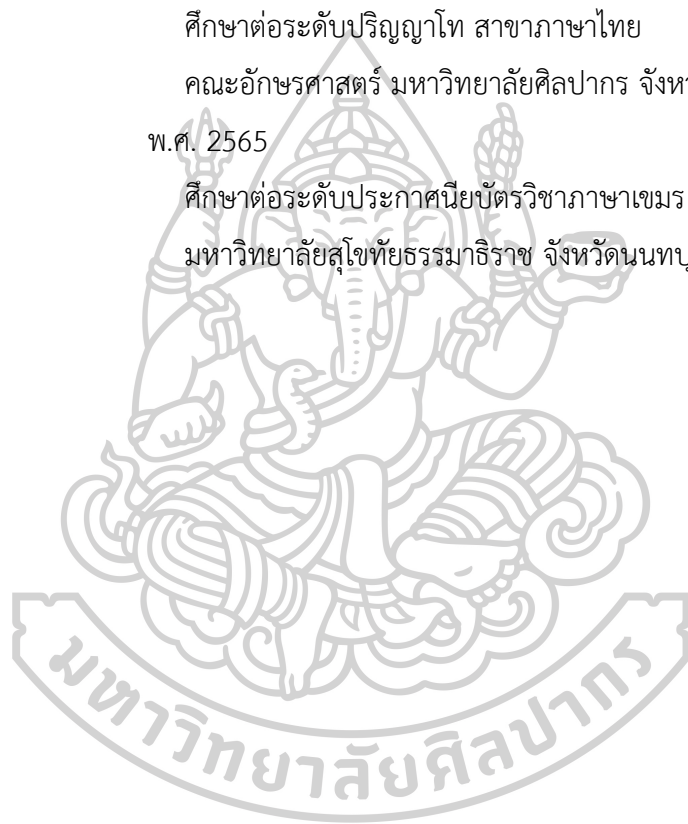 ศึกษาต่อระดับปริญญาโท สาขาภาษาไทย
คณะอักษรศาสตร์ มหาวิทยาลัยศิลปากร
พ.ศ. 2565
ศึกษาต่อระดับประกาศนียบัตรวิชาภาษาเขมร
มหาวิทยาลัยสุโขทัยธรรมาธิราช
มหาวิทยาลัยศิลปากร